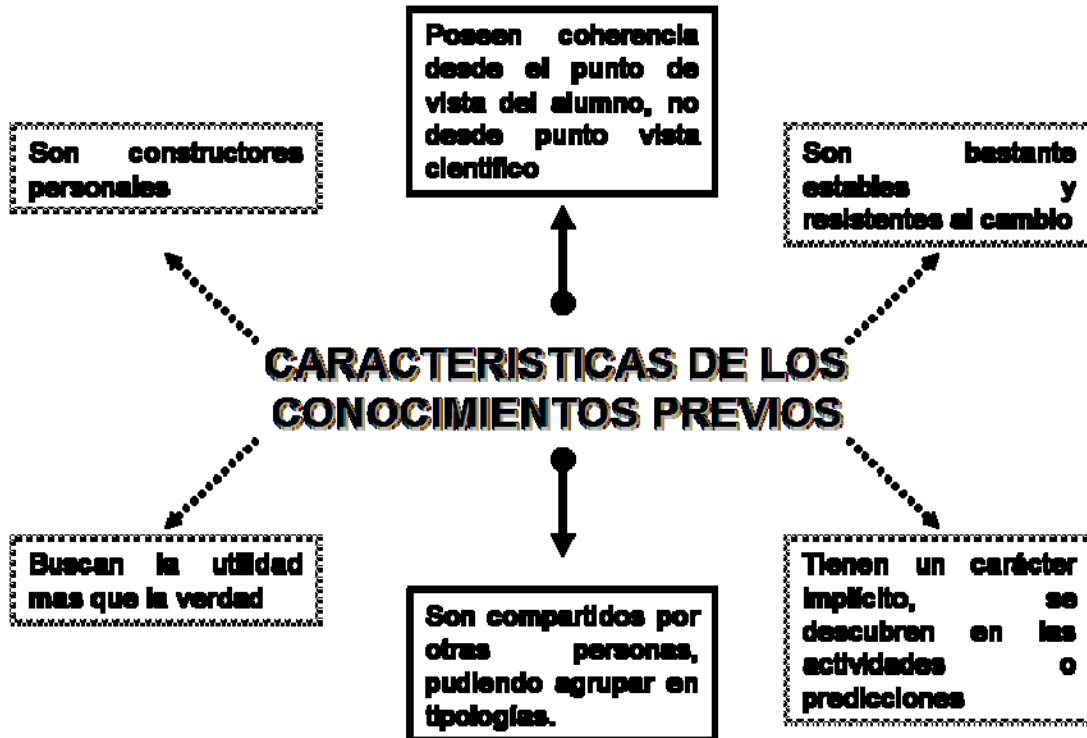 Poseen coherencia
desde el punto de
vista del alumno, no
desde punto vista
científico
Son constructores
personales
Son bastante
estables y
resistentes al cambio
CARACTERISTICAS DE LOS
CONOCIMIENTOS PREVIOS
Buscan la utilidad
mas que la verdad
Son compartidos por
otras personas,
pudiendo agrupar en
tipologías.
Tienen un carácter
implícito, se
descubren en las
actividades o
predicciones